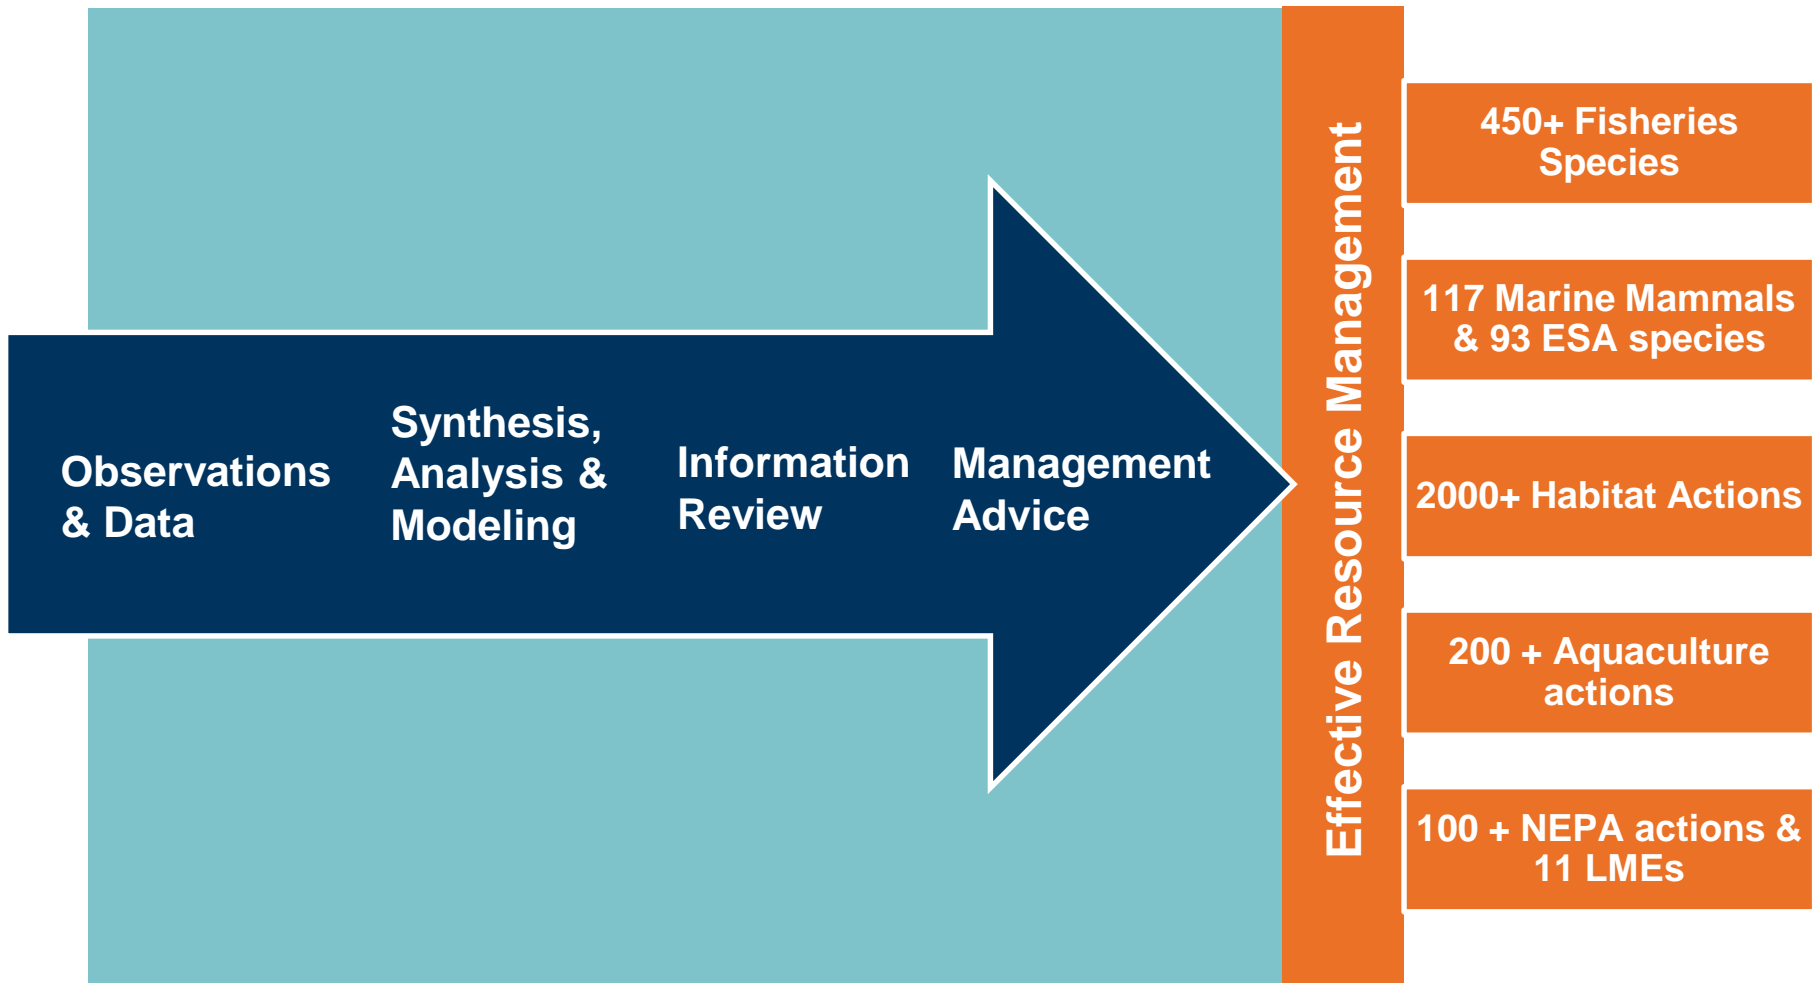 Observations
& Data
Synthesis,
Analysis &
Modeling
Information
Review
Management
Advice
Effective Resource Management
450+ Fisheries
Species
117 Marine Mammals
& 93 ESA species
2000+ Habitat Actions
200 + Aquaculture
actions
100 + NEPA actions &
11 LMEs